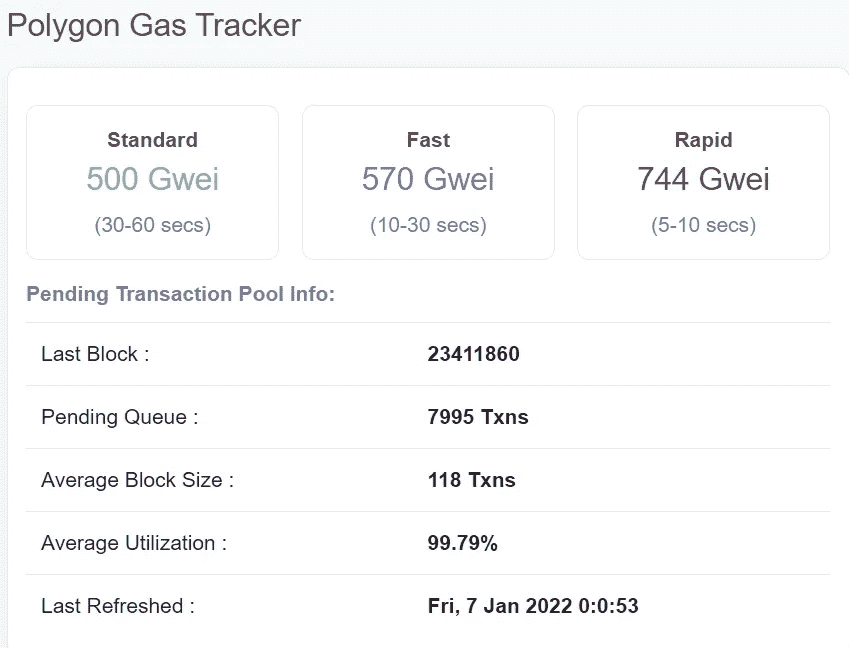 Polygon Gas Tracker
Standard
500 Gwei
(30-60 secs)
Fast
570 Gwei
(10-30 secs)
Rapid
744 Gwei
(5-10 secs)
Pending Transaction Pool Info:
Last Block : 23411860
Pending Queue : 7995 Txns
Average Block Size : 118 Txns
Average Utilization : 99.79%
Last Refreshed : Fri, 7 Jan 2022 0:0:53